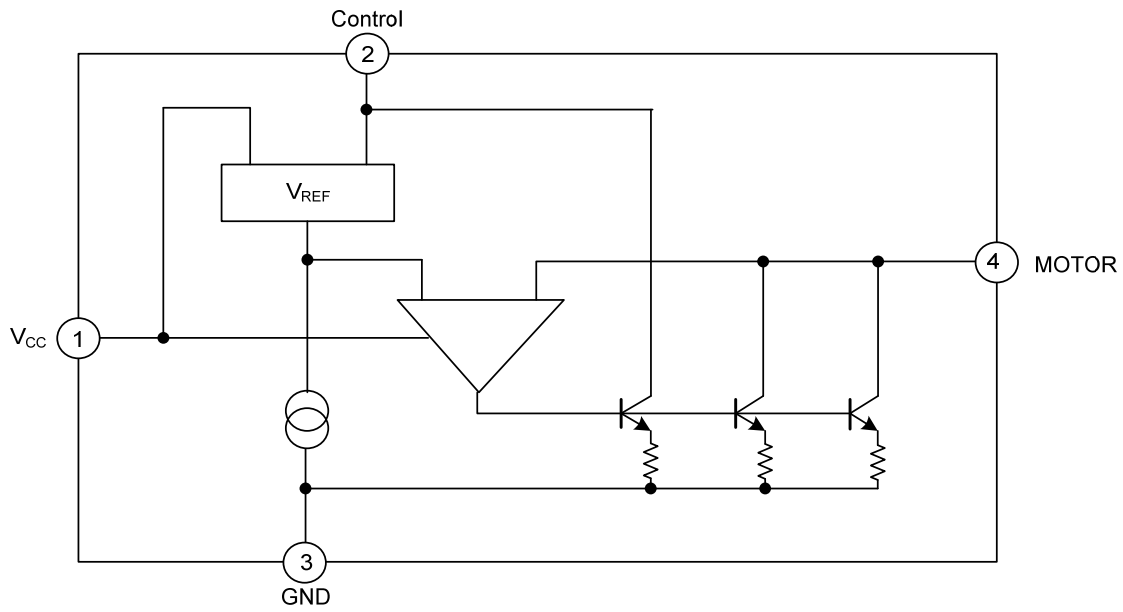 Control
2
VREF
4
MOTOR
VCC
1
3
GND